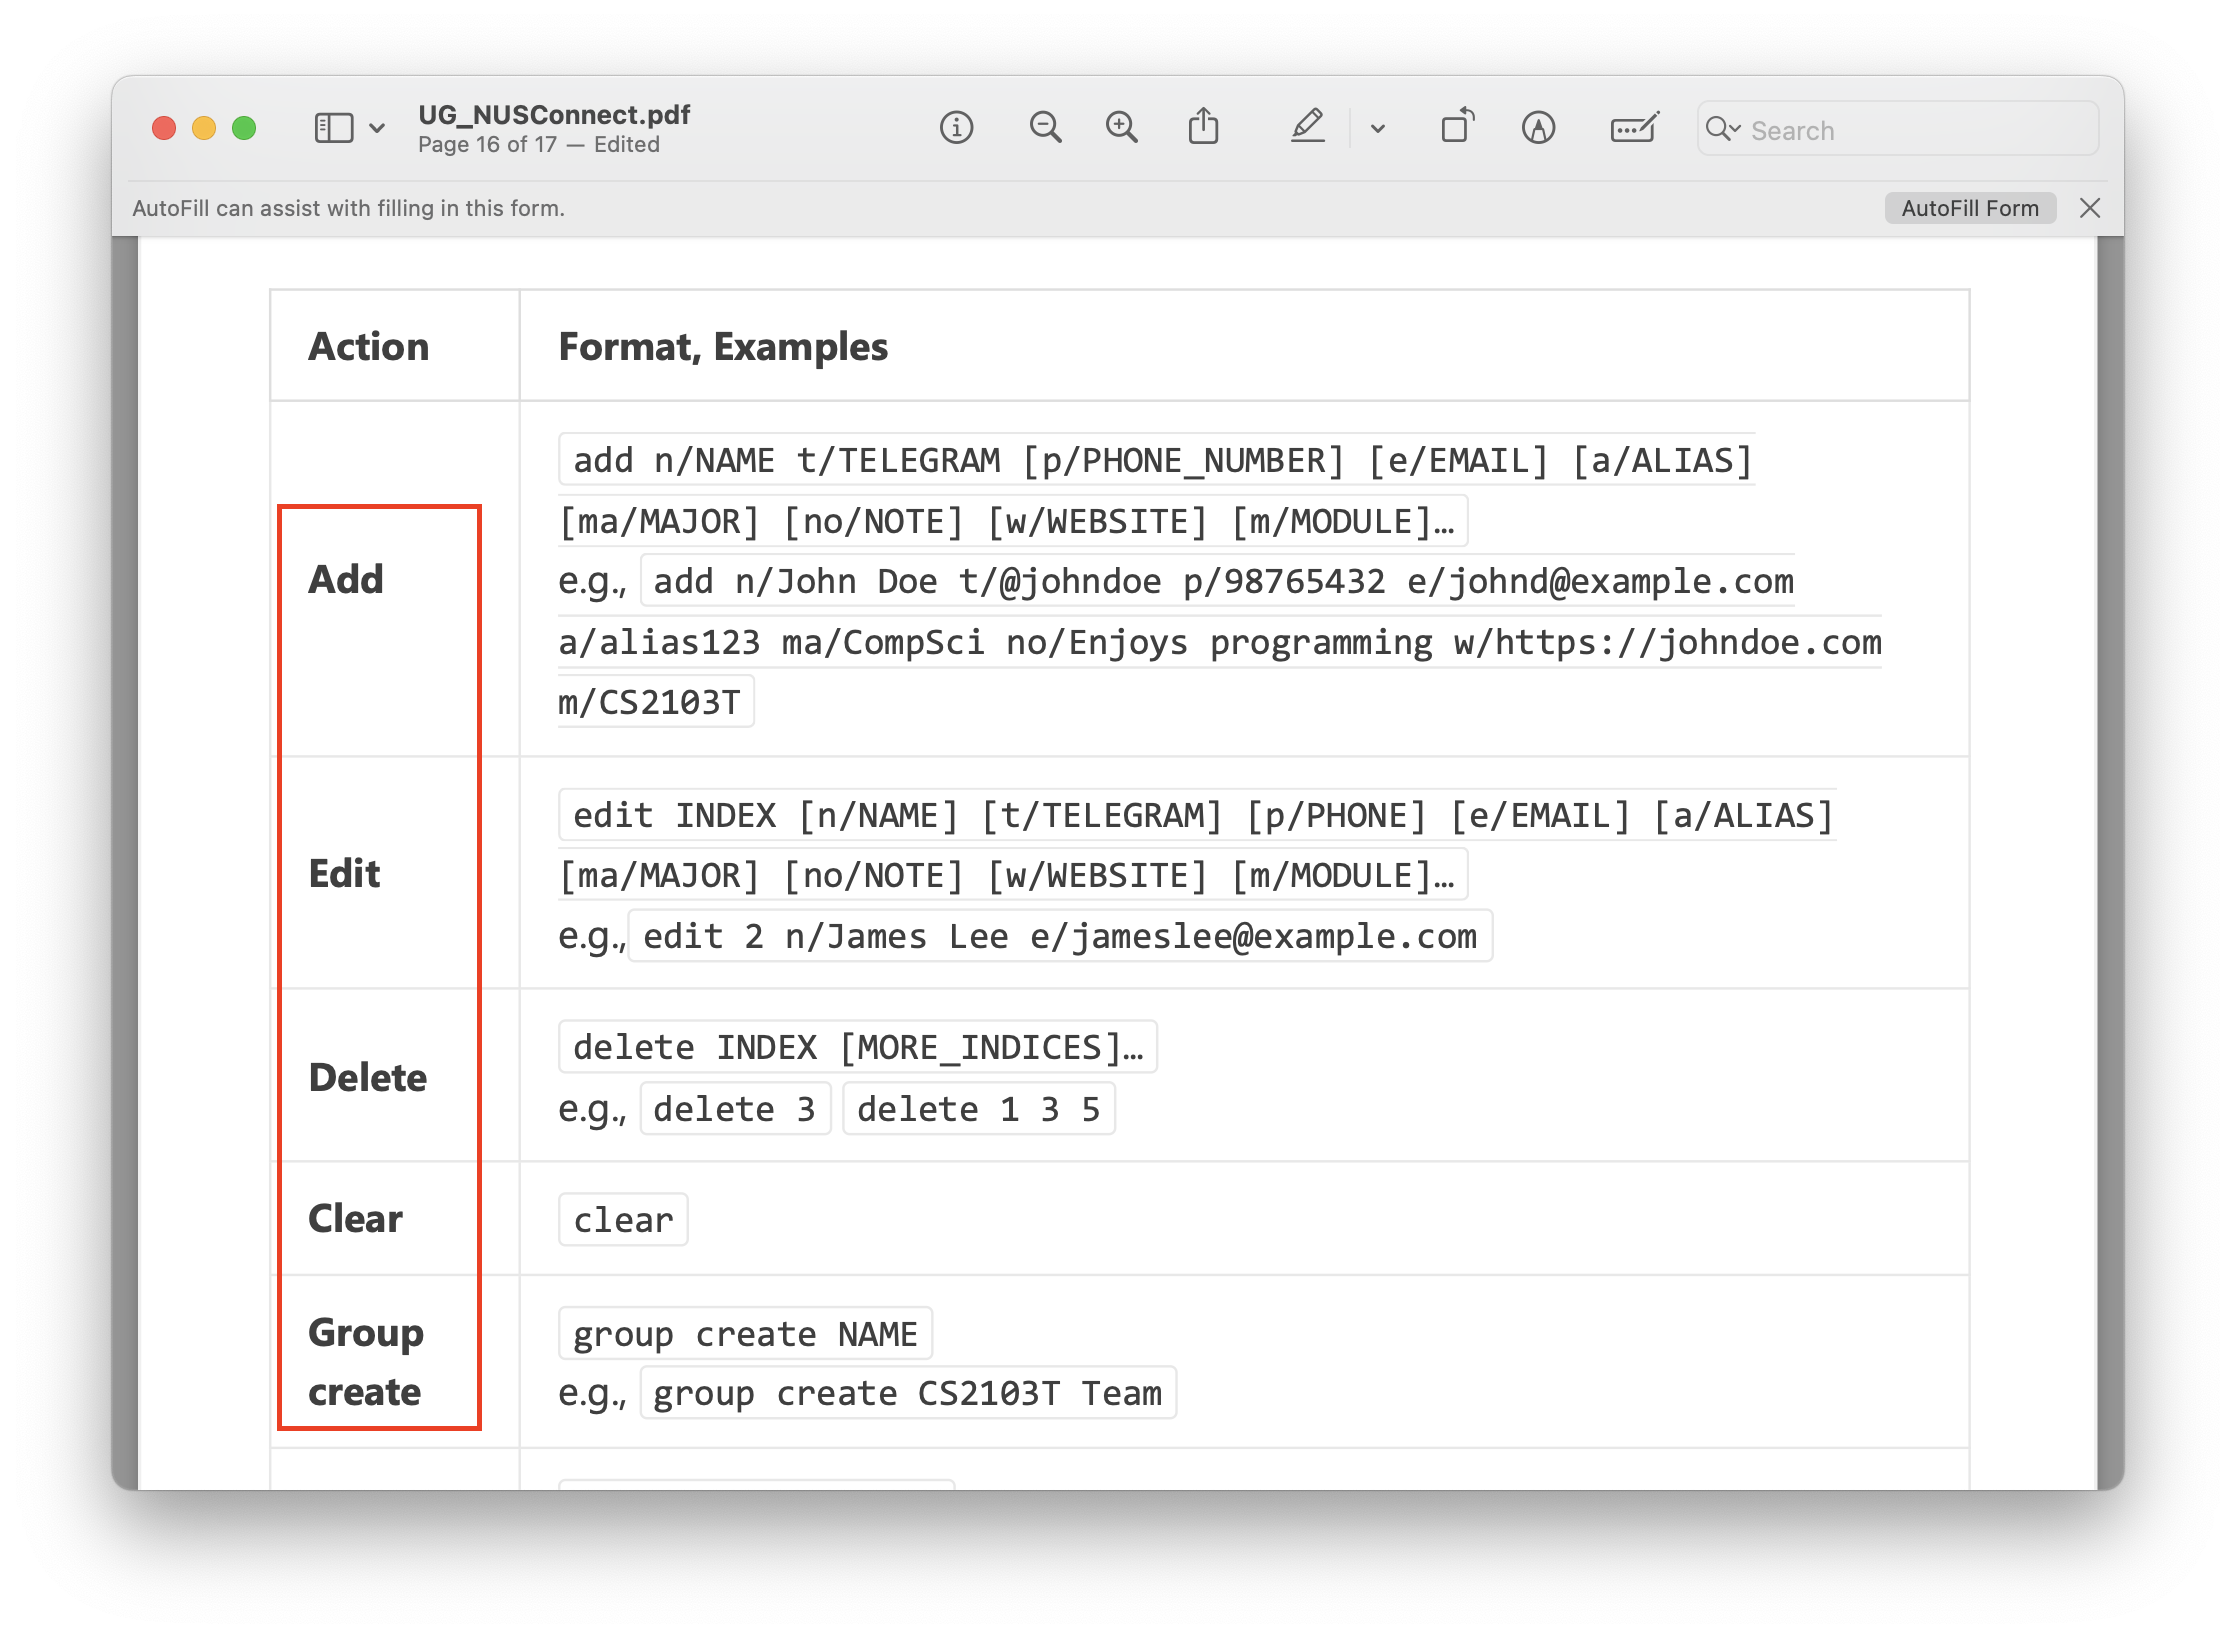 UG_NUSConnect.pdf
Page 16 of 17 — Edited
Search
AutoFill can assist with filling in this form.
AutoFill Form
Action
Format, Examples
Add
add n/NAME t/TELEGRAM [p/PHONE_NUMBER] [e/EMAIL] [a/ALIAS]
[ma/MAJOR] [no/NOTE] [w/WEBSITE] [m/MODULE]…
e.g., add n/John Doe t/@johndoe p/98765432 e/johnd@example.com
a/alias123 ma/CompSci no/Enjoys programming w/https://johndoe.com
m/CS2103T
Edit
edit INDEX [n/NAME] [t/TELEGRAM] [p/PHONE] [e/EMAIL] [a/ALIAS]
[ma/MAJOR] [no/NOTE] [w/WEBSITE] [m/MODULE]…
e.g., edit 2 n/James Lee e/jameslee@example.com
Delete
delete INDEX [MORE_INDICES]…
e.g., delete 3 delete 1 3 5
Clear
clear
Group
create
group create NAME
e.g., group create CS2103T Team